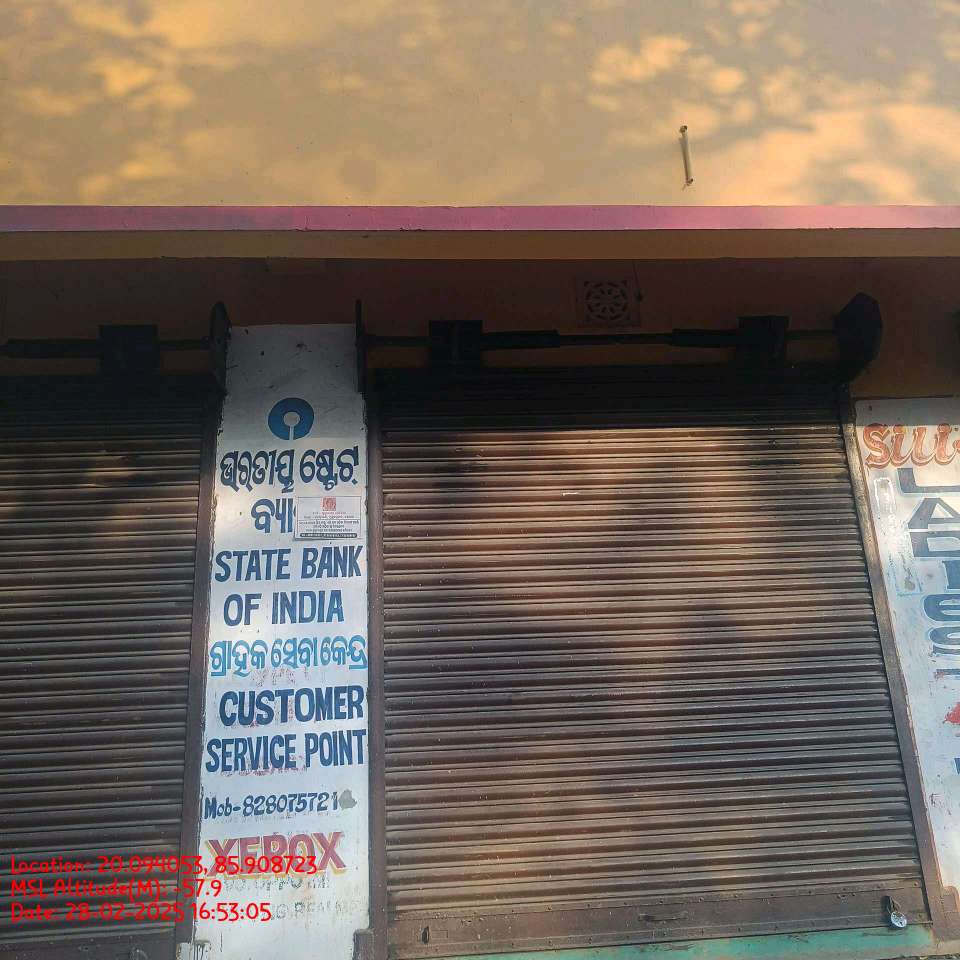 ଭାରତୀୟ ଷ୍ଟେଟ୍
ବ୍ୟା
STATE BANK
OF INDIA
ଗ୍ରାହକ ସେବା କେନ୍ଦ୍ର
CUSTOMER
SERVICE POINT
Mob-828075721
XEROX
LADIES
Location: 20.094053, 85.908723
MSL Altitude(M): -57.9
Date: 28-02-2025 16:53:05